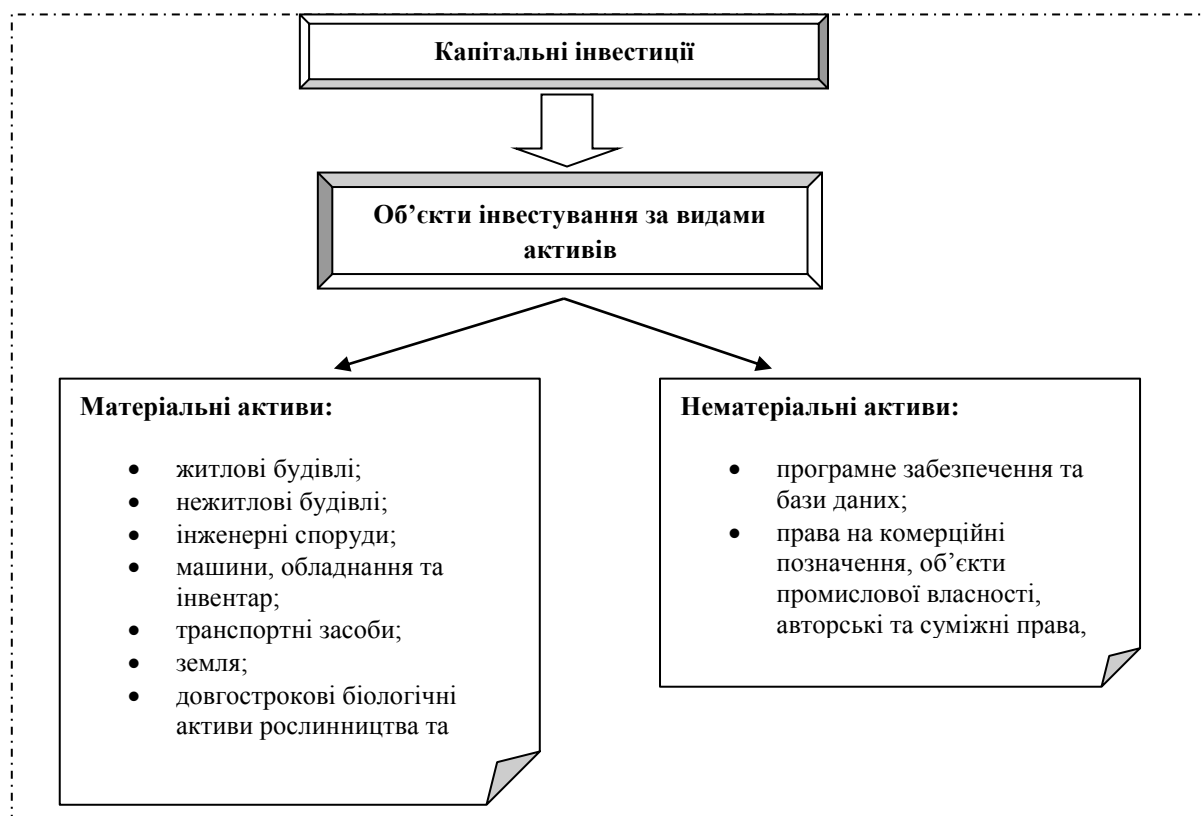 Капітальні інвестиції
Об’єкти інвестування за видами
активів
Матеріальні активи:
• житлові будівлі;
• нежитлові будівлі;
• інженерні споруди;
• машини, обладнання та
інвентар;
• транспортні засоби;
• земля;
• довгострокові біологічні
активи рослинництва та
Нематеріальні активи:
• програмне забезпечення та
бази даних;
• права на комерційні
позначення, об’єкти
промислової власності,
авторські та суміжні права,